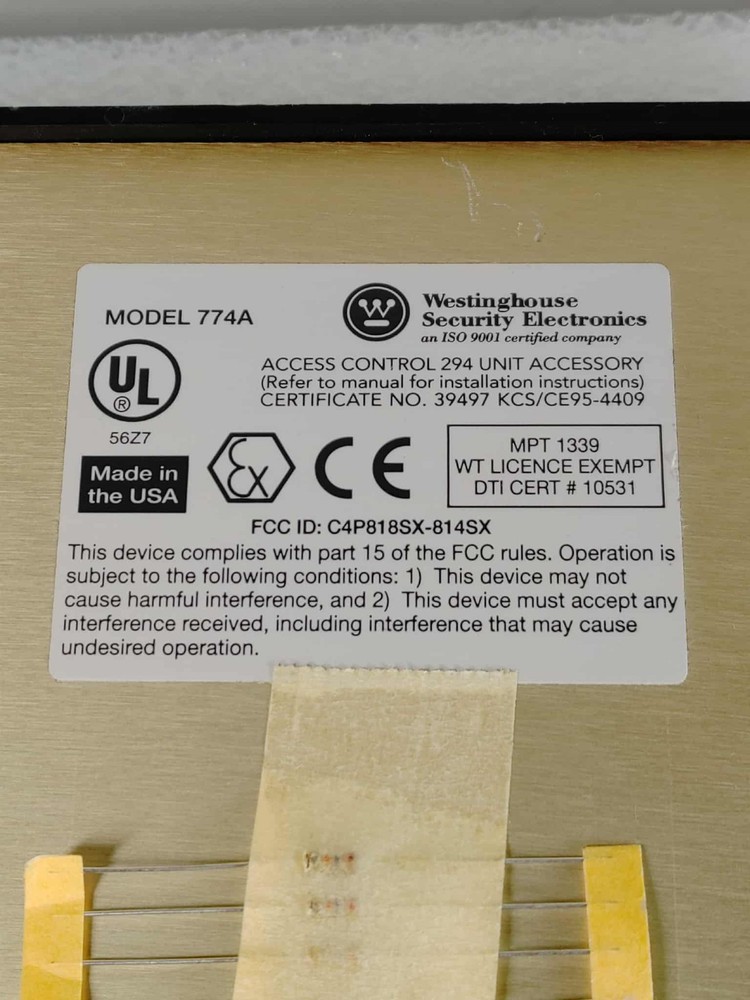 MODEL 774A
W
Westinghouse
Security Electronics
an ISO 9001 certified company
UL
®
56Z7
ACCESS CONTROL 294 UNIT ACCESSORY
(Refer to manual for installation instructions)
CERTIFICATE NO. 39497 KCS/CE95-4409
Made in
the USA
Ex
CE
MPT 1339
WT LICENCE EXEMPT
DTI CERT # 10531
FCC ID: C4P818SX-814SX
This device complies with part 15 of the FCC rules. Operation is
subject to the following conditions: 1) This device may not
cause harmful interference, and 2) This device must accept any
interference received, including interference that may cause
undesired operation.